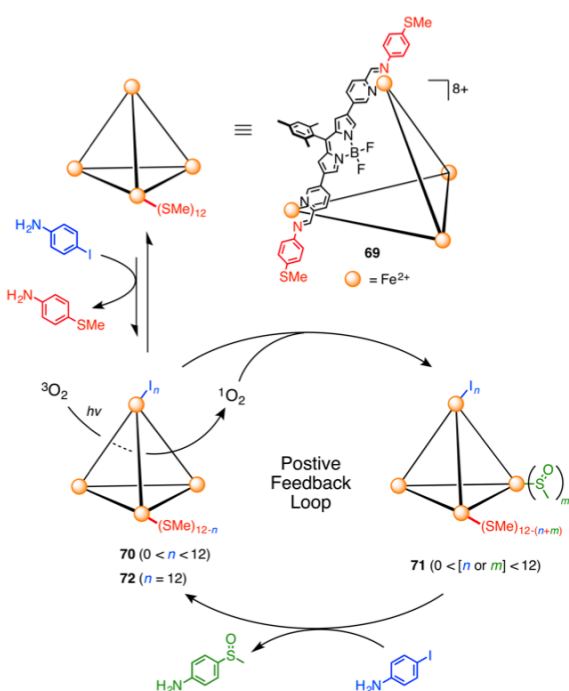 SMe
8+
N
N
N
B
F
N
F
N
N
SMe
69
= Fe²⁺
≡
(SMe)₁₂
H₂N
I
H₂N
SMe
³O₂
hv
¹O₂
Iₙ
(SMe)₁₂₋ₙ
70 (0 < n < 12)
72 (n = 12)
Postive
Feedback
Loop
Iₙ
O
S
m
(SMe)₁₂₋₍ₙ₊ₘ₎
71 (0 < [n or m] < 12)
O
S
H₂N
H₂N
I